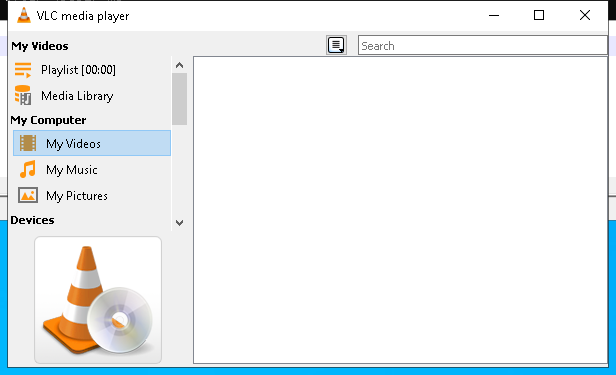 VLC media player
My Videos
Search
Playlist [00:00]
Media Library
My Computer
My Videos
My Music
My Pictures
Devices